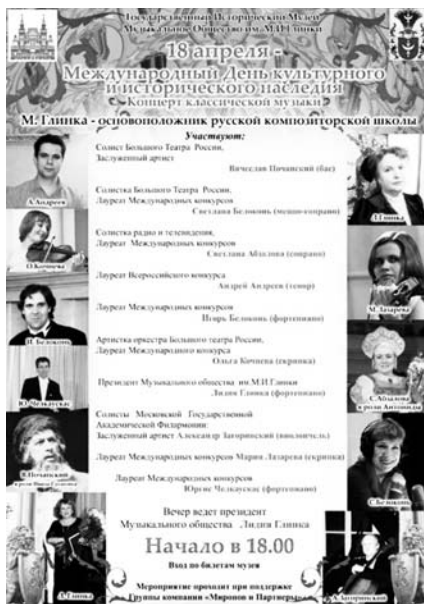 Государственный Исторический Музей
Музыкальное Общество им. М.И.Глинки
18 апреля -
Международный День культурного
и исторического наследия
Концерт классической музыки
М. Глинка - основоположник русской композиторской школы
Участвуют:
Солист Большого Театра России,
Заслуженный артист
Вячеслав Почапский (бас)
Солистка Большого Театра России,
Лауреат Международных конкурсов
Светлана Белоконь (меццо-сопрано)
Солистка радио и телевидения,
Лауреат Международных конкурсов
Светлана Абзалова (сопрано)
Лауреат Всероссийского конкурса
Андрей Андреев (тенор)
Лауреат Международных конкурсов
Игорь Белоконь (фортепиано)
Артистка оркестра Большого театра России,
Лауреат Международного конкурса
Ольга Кочнева (скрипка)
Президент Музыкального общества им.М.И.Глинки
Лидия Глинка (фортепиано)
Солисты Московской Государственной
Академической Филармонии:
Заслуженный артист Александр Загоринский (виолончель)
Лауреат Международных конкурсов Мария Лазарева (скрипка)
Лауреат Международных конкурсов
Юргис Челкаускас (фортепиано)
Вечер ведет президент
Музыкального общества Лидия Глинка
Начало в 18.00
Вход по билетам музея
Мероприятие проходит при поддержке
Группы компании «Миронов и Партнеры»
А.Андреев
О.Кочнева
И. Белоконь
Ю. Челкаускас
В.Почапский
в роли Ивана Сусанина
Л.Глинка
Л.Глинка
М.Лазарева
С.Абзалова
в роли Антониды
С.Белоконь
А.Загоринский